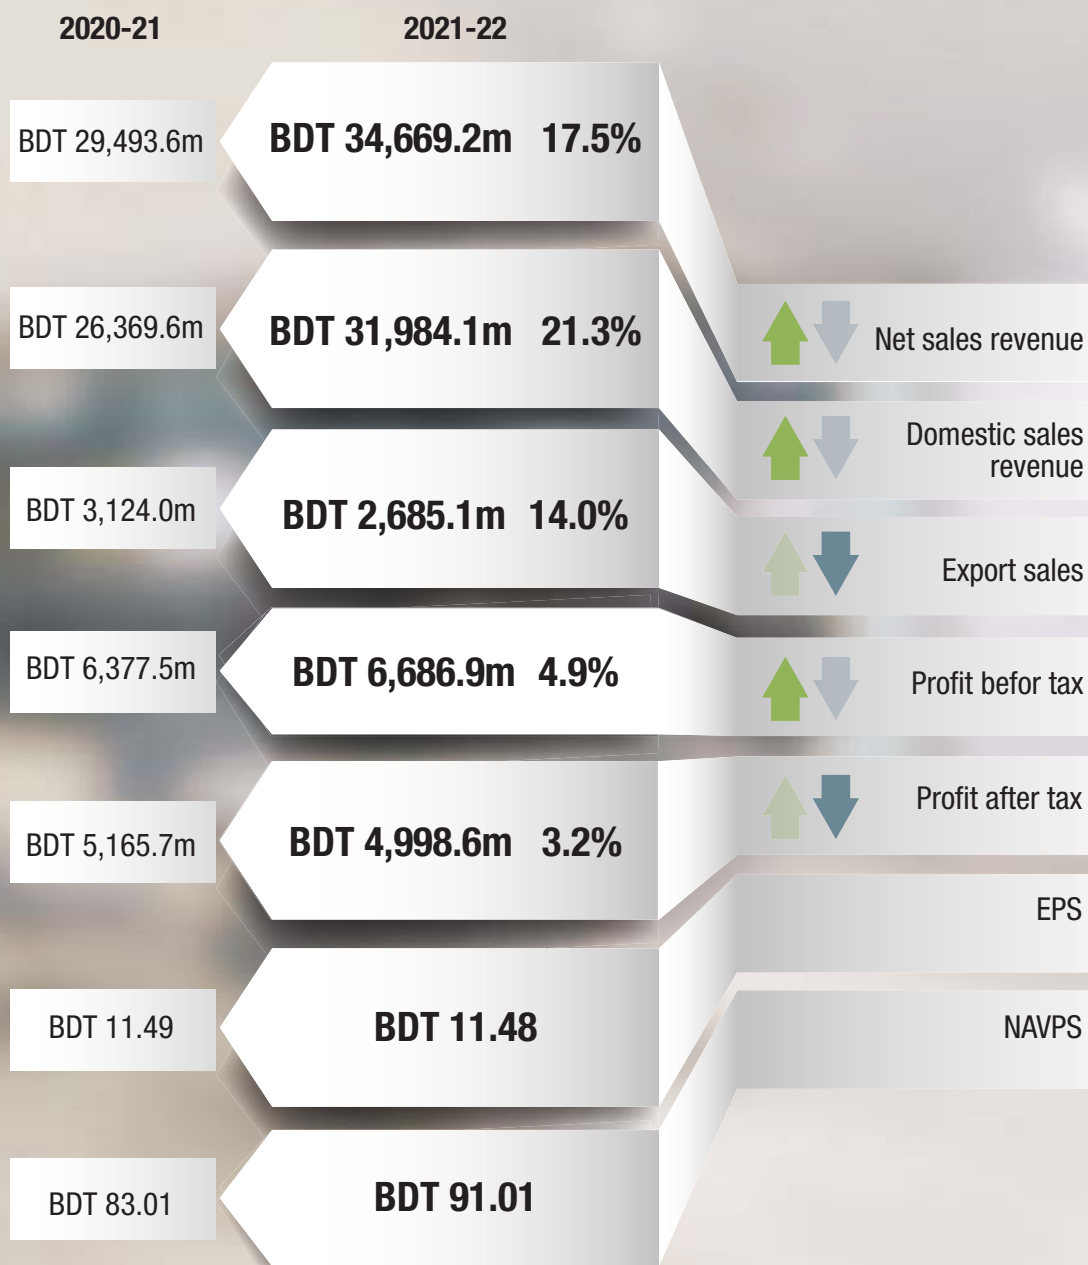 2020-21
2021-22
BDT 29,493.6m
BDT 34,669.2m 17.5%
Net sales revenue
BDT 26,369.6m
BDT 31,984.1m 21.3%
Domestic sales
revenue
BDT 3,124.0m
BDT 2,685.1m 14.0%
Export sales
BDT 6,377.5m
BDT 6,686.9m 4.9%
Profit befor tax
BDT 5,165.7m
BDT 4,998.6m 3.2%
Profit after tax
BDT 11.49
BDT 11.48
EPS
BDT 83.01
BDT 91.01
NAVPS